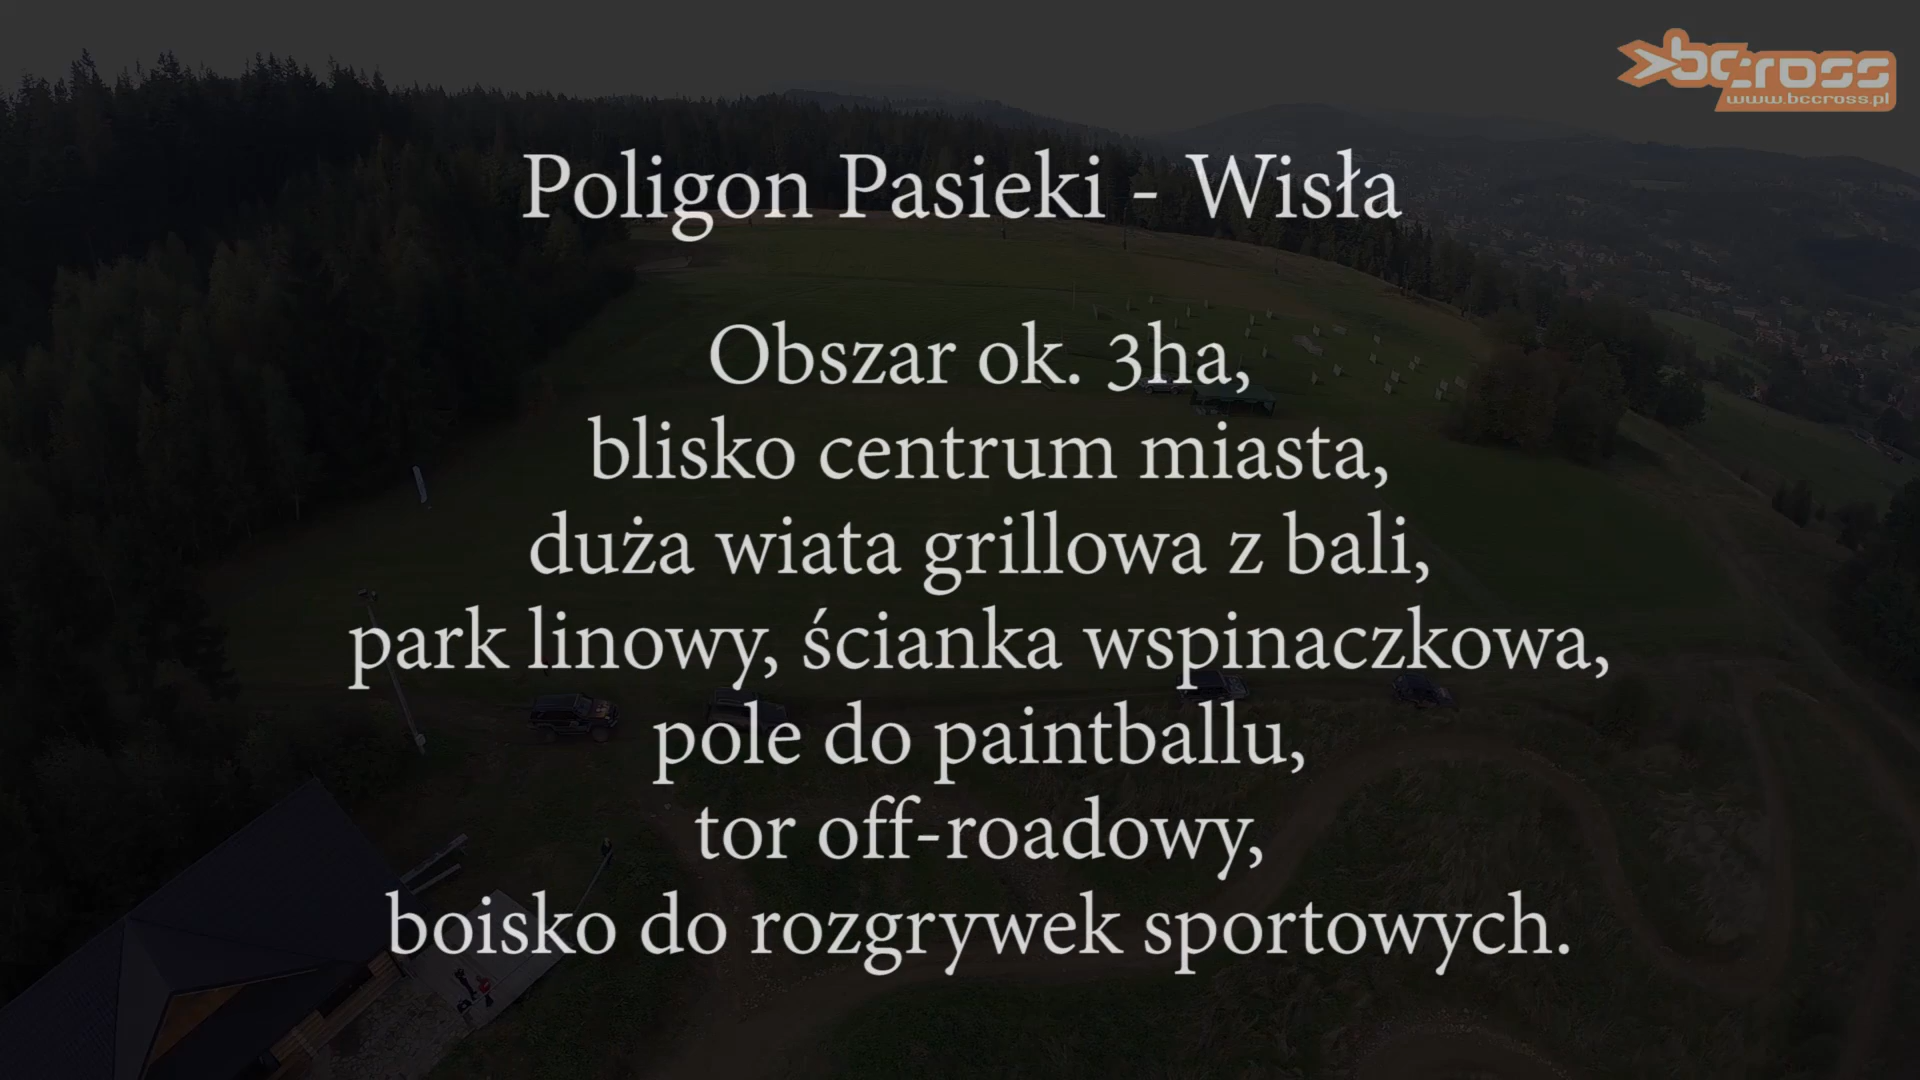 bccross
www.bccross.pl
Poligon Pasieki - Wisła
Obszar ok. 3ha,
blisko centrum miasta,
duża wiata grillowa z bali,
park linowy, ścianka wspinaczkowa,
pole do paintballu,
tor off-roadowy,
boisko do rozgrywek sportowych.